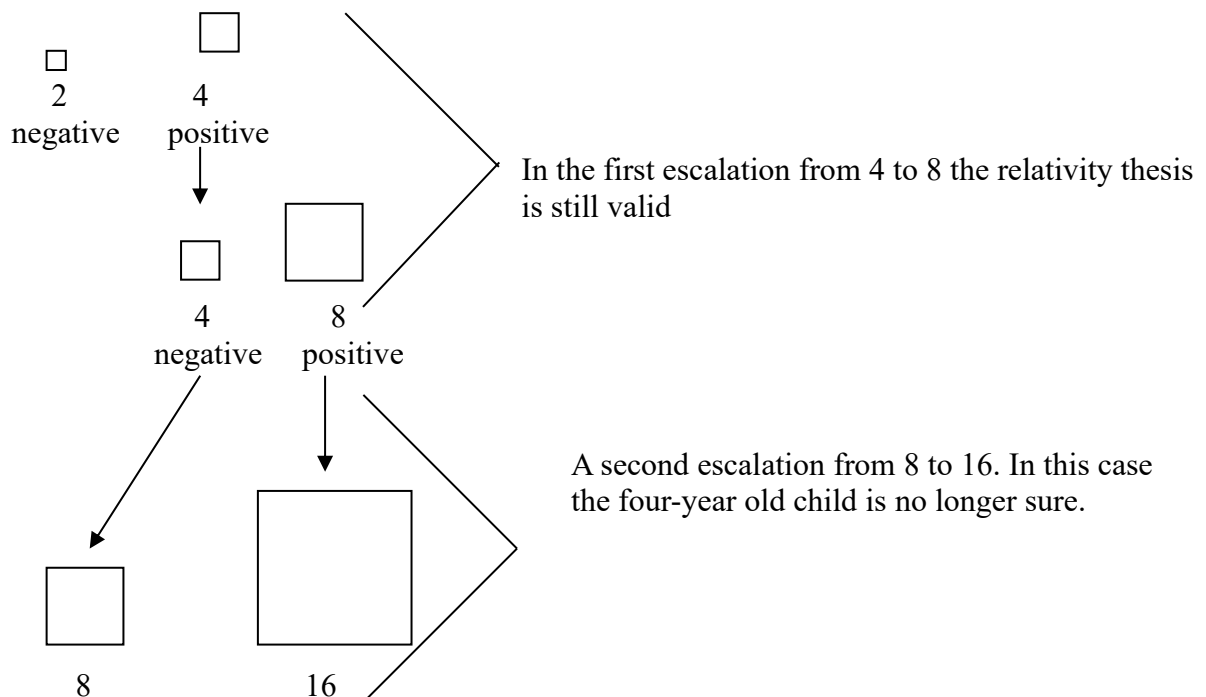 2 4
negative positive
In the first escalation from 4 to 8 the relativity thesis
is still valid
4 8
negative positive
A second escalation from 8 to 16. In this case
the four-year old child is no longer sure.
8 16